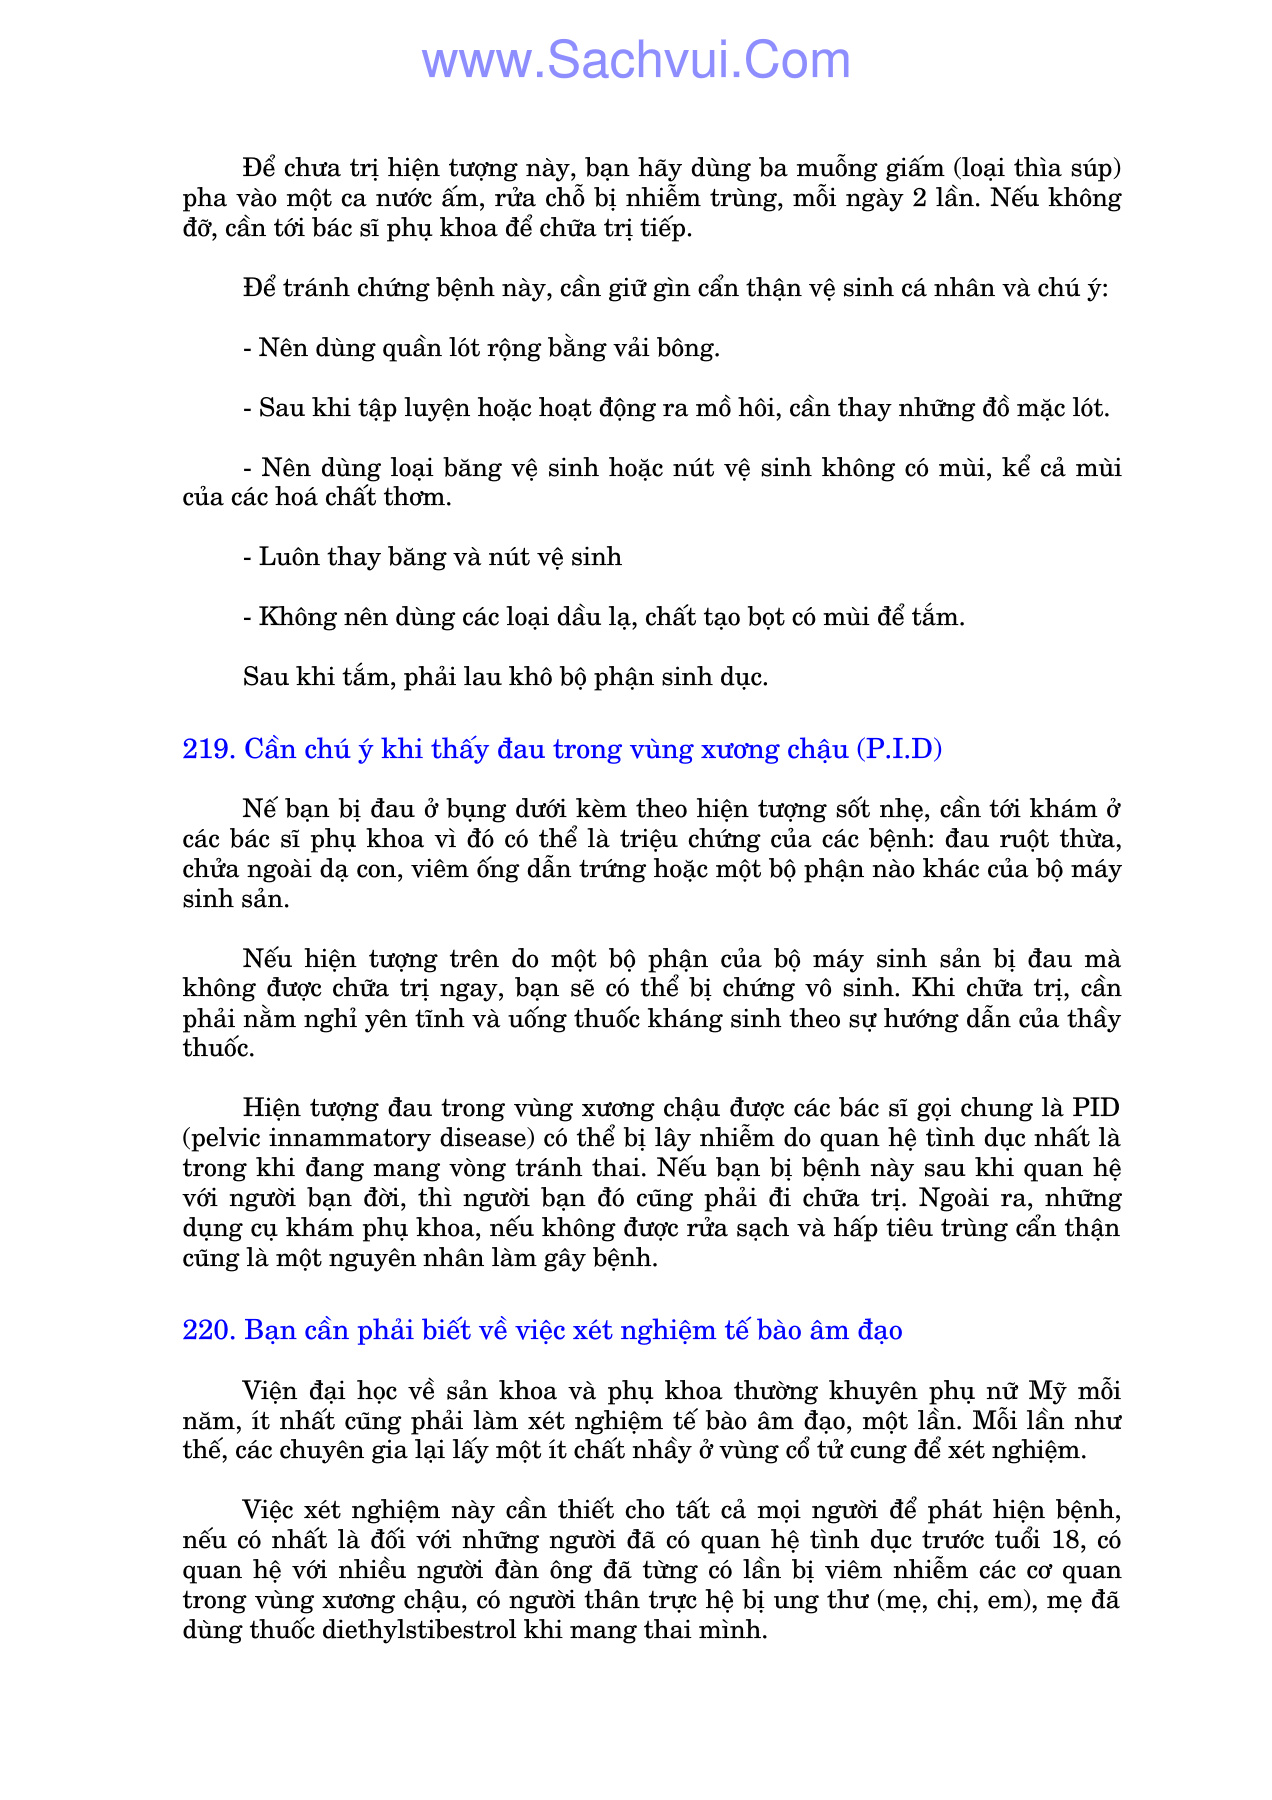 www.Sachvui.Com
Để chưa trị hiện tượng này, bạn hãy dùng ba muỗng giấm (loại thìa súp)
pha vào một ca nước ấm, rửa chỗ bị nhiễm trùng, mỗi ngày 2 lần. Nếu không
đỡ, cần tới bác sĩ phụ khoa để chữa trị tiếp.
Để tránh chứng bệnh này, cần giữ gìn cẩn thận vệ sinh cá nhân và chú ý:
- Nên dùng quần lót rộng bằng vải bông.
- Sau khi tập luyện hoặc hoạt động ra mồ hôi, cần thay những đồ mặc lót.
- Nên dùng loại băng vệ sinh hoặc nút vệ sinh không có mùi, kể cả mùi
của các hoá chất thơm.
- Luôn thay băng và nút vệ sinh
- Không nên dùng các loại dầu lạ, chất tạo bọt có mùi để tắm.
Sau khi tắm, phải lau khô bộ phận sinh dục.
219. Cần chú ý khi thấy đau trong vùng xương chậu (P.I.D)
Nế bạn bị đau ở bụng dưới kèm theo hiện tượng sốt nhẹ, cần tới khám ở
các bác sĩ phụ khoa vì đó có thể là triệu chứng của các bệnh: đau ruột thừa,
chửa ngoài dạ con, viêm ống dẫn trứng hoặc một bộ phận nào khác của bộ máy
sinh sản.
Nếu hiện tượng trên do một bộ phận của bộ máy sinh sản bị đau mà
không được chữa trị ngay, bạn sẽ có thể bị chứng vô sinh. Khi chữa trị, cần
phải nằm nghỉ yên tĩnh và uống thuốc kháng sinh theo sự hướng dẫn của thầy
thuốc.
Hiện tượng đau trong vùng xương chậu được các bác sĩ gọi chung là PID
(pelvic innammatory disease) có thể bị lây nhiễm do quan hệ tình dục nhất là
trong khi đang mang vòng tránh thai. Nếu bạn bị bệnh này sau khi quan hệ
với người bạn đời, thì người bạn đó cũng phải đi chữa trị. Ngoài ra, những
dụng cụ khám phụ khoa, nếu không được rửa sạch và hấp tiêu trùng cẩn thận
cũng là một nguyên nhân làm gây bệnh.
220. Bạn cần phải biết về việc xét nghiệm tế bào âm đạo
Viện đại học về sản khoa và phụ khoa thường khuyên phụ nữ Mỹ mỗi
năm, ít nhất cũng phải làm xét nghiệm tế bào âm đạo, một lần. Mỗi lần như
thế, các chuyên gia lại lấy một ít chất nhầy ở vùng cổ tử cung để xét nghiệm.
Việc xét nghiệm này cần thiết cho tất cả mọi người để phát hiện bệnh,
nếu có nhất là đối với những người đã có quan hệ tình dục trước tuổi 18, có
quan hệ với nhiều người đàn ông đã từng có lần bị viêm nhiễm các cơ quan
trong vùng xương chậu, có người thân trực hệ bị ung thư (mẹ, chị, em), mẹ đã
dùng thuốc diethylstibestrol khi mang thai mình.